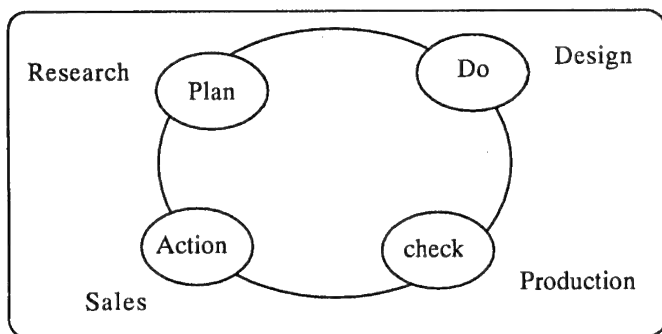 Research
Plan
Do
Design
Action
check
Sales
Production